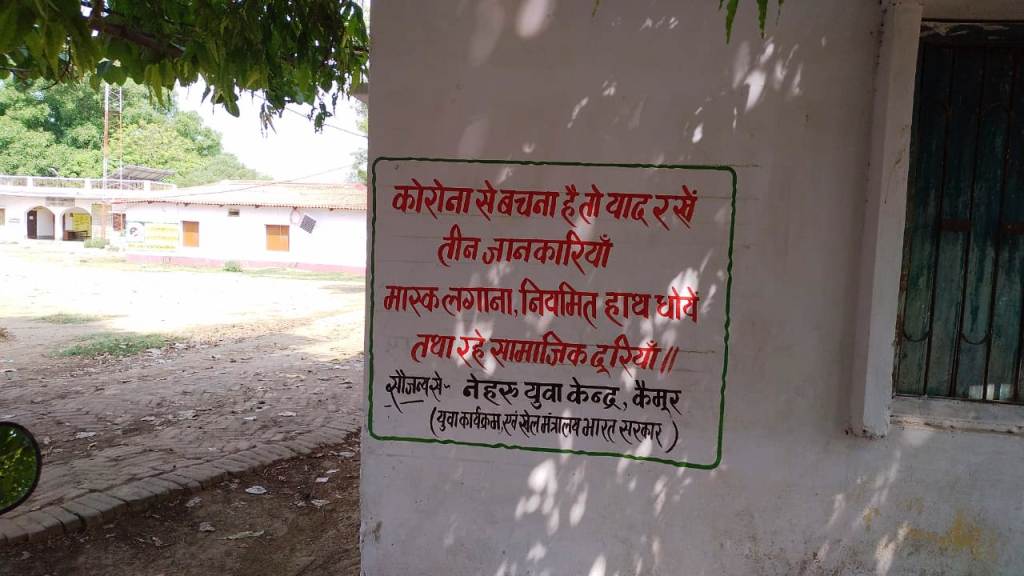 कोरोना से बचना है तो याद रखें
तीन जानकारियाँ
मास्क लगाना, नियमित हाथ धोयें
तथा रहे सामाजिक दूरियाँ॥
सौजन्य से- नेहरु युवा केन्द्र, कैमूर
(युवा कार्यक्रम, एवं खेल मंत्रालय भारत सरकार)